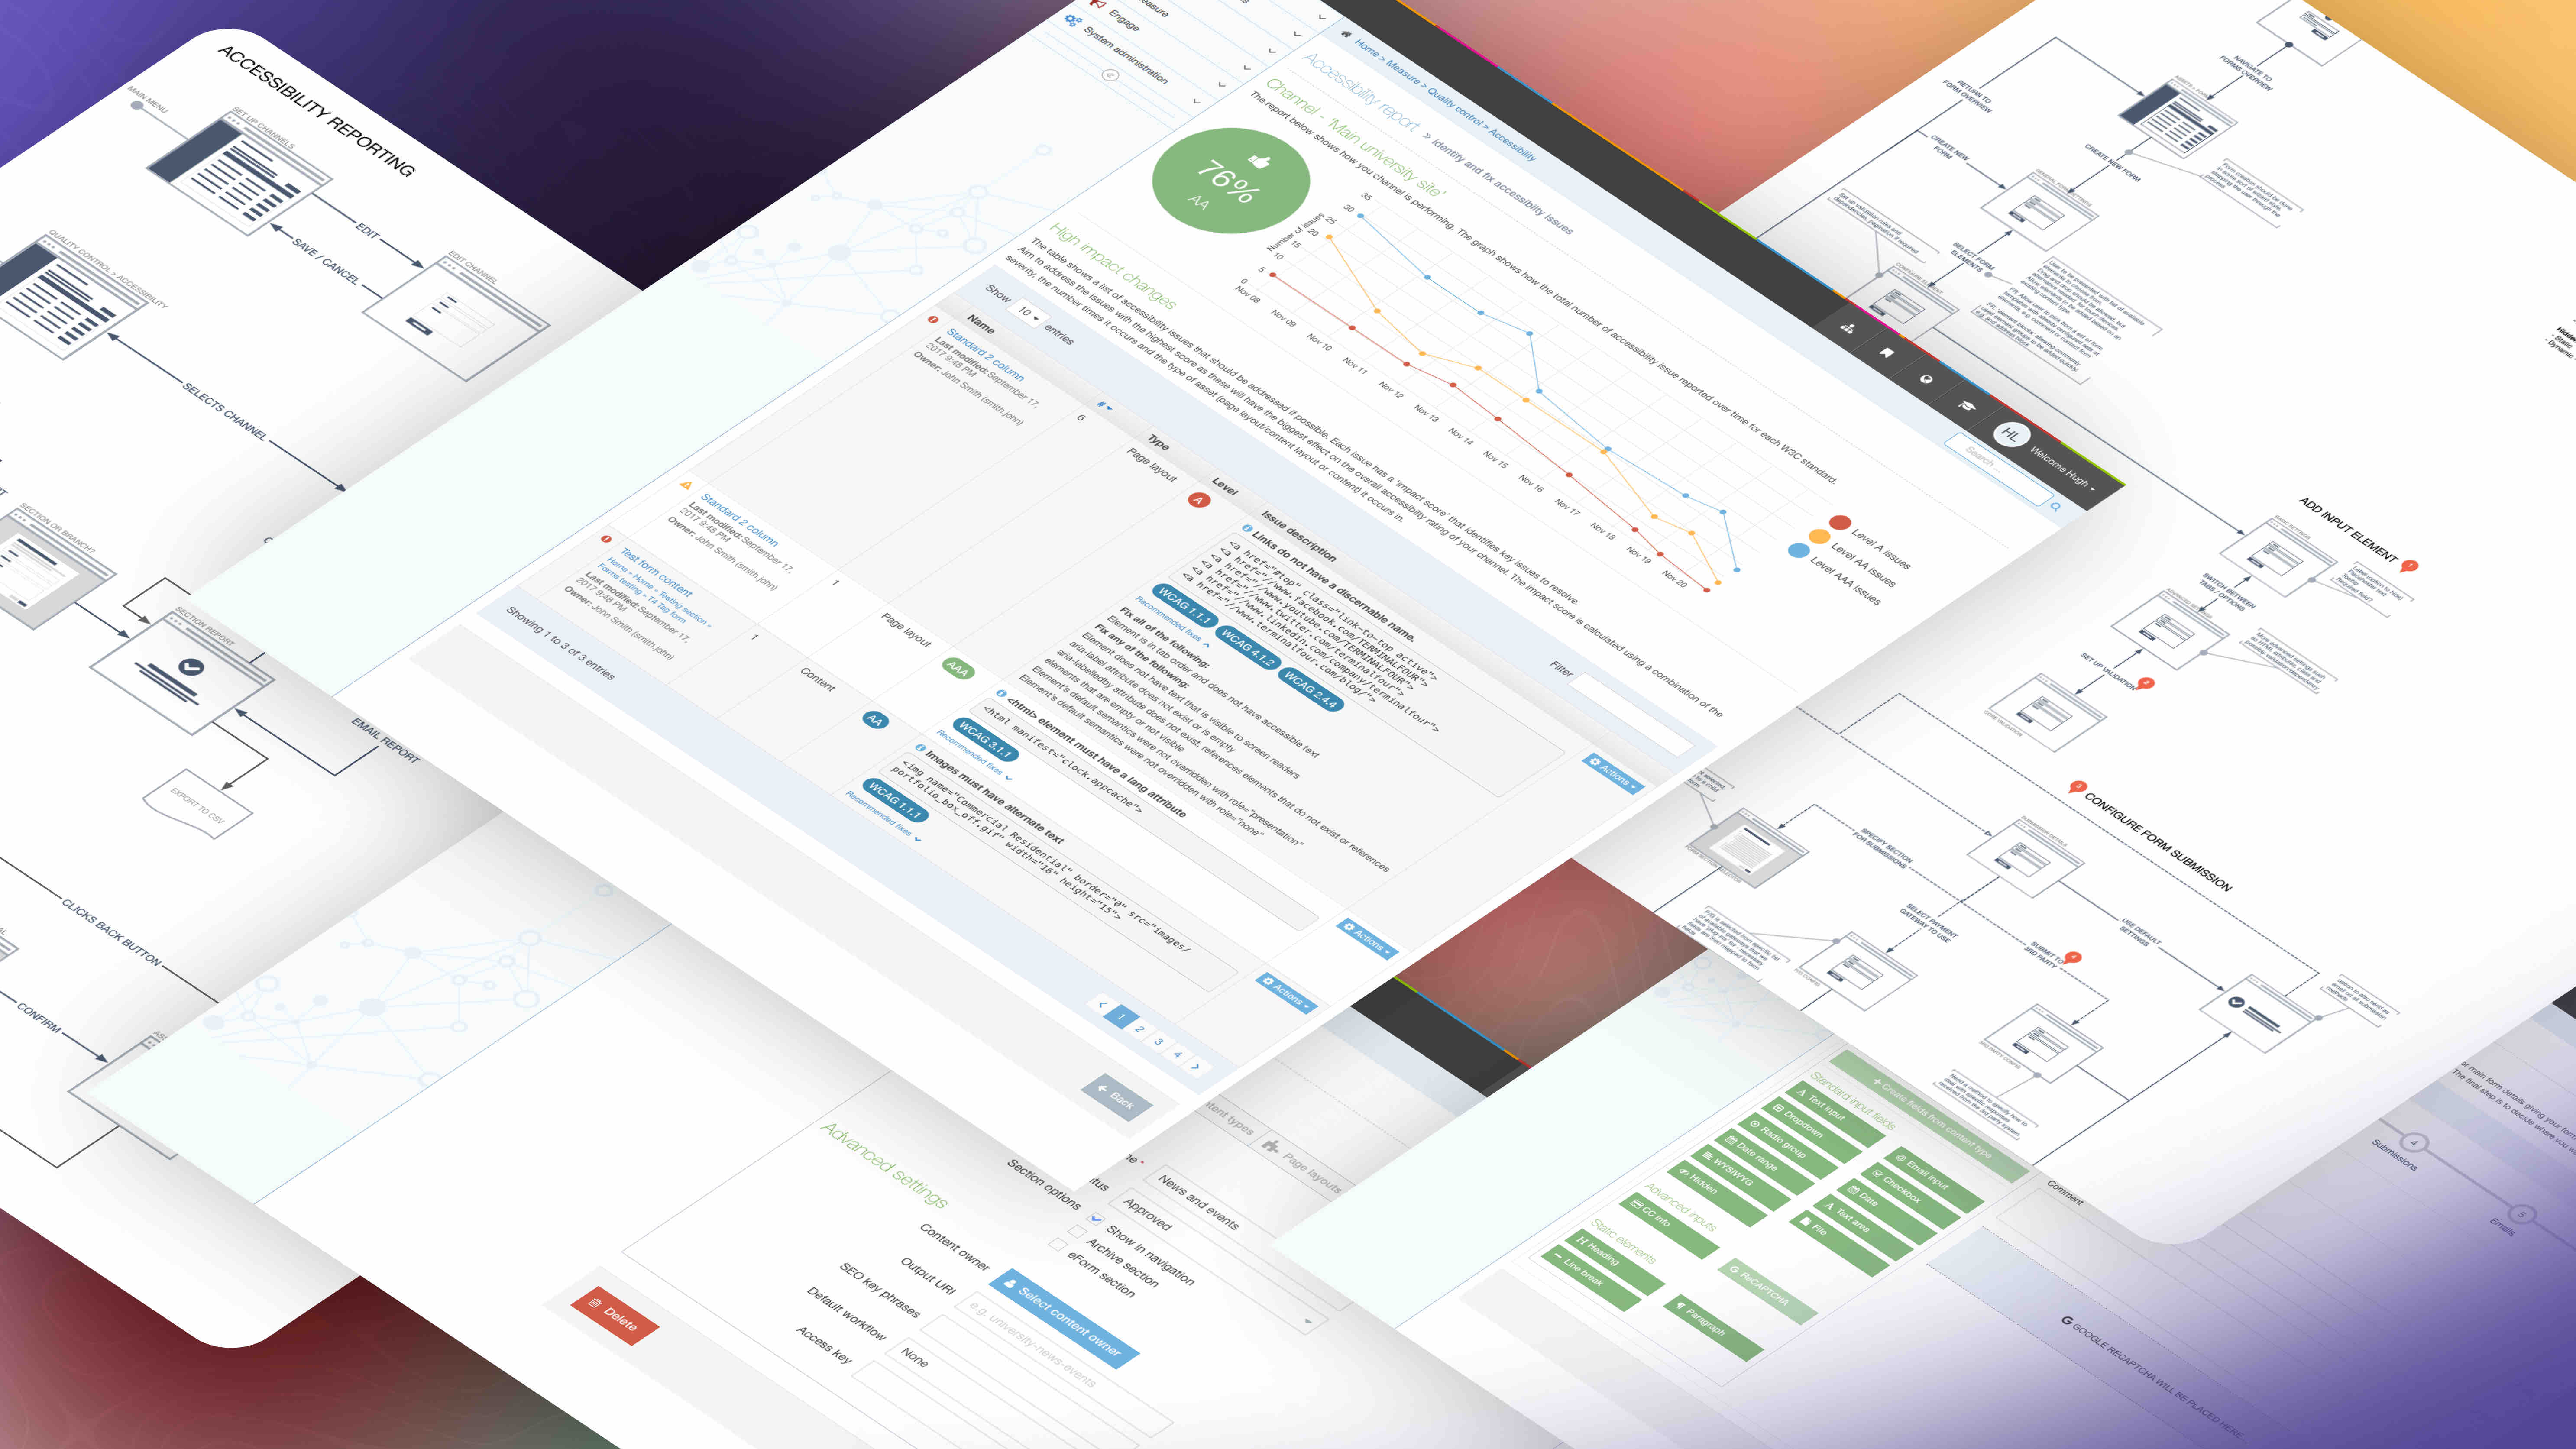 ACCESSIBILITY REPORTING
MAIN MENU
SET UP CHANNELS
EDIT
SAVE / CANCEL
EDIT CHANNEL
QUALITY CONTROL > ACCESSIBILITY
SELECTS CHANNEL
SECTION OR BRANCH?
SECTION REPORT
EMAIL REPORT
EXPORT TO CSV
CLICKS BACK BUTTON
CONFIRM
Engage
System administration
Home > Measure > Quality control > Accessibility
Accessibility report » Identify and fix accessibilty issues
Channel - 'Main university site'
The report below shows how you channel is performing. The graph shows how the total number of accessibility issue reported over time for each W3C standard.
76%
AA
Number of issues
35
30
25
20
15
10
5
0
Nov 08
Nov 09
Nov 10
Nov 11
Nov 12
Nov 13
Nov 14
Nov 15
Nov 16
Nov 17
Nov 18
Nov 19
Nov 20
Level A issues
Level AA issues
Level AAA issues
HL
Welcome Hugh
Search ...
High impact changes
The table shows a list of accessibility issues that should be addressed if possible. Each issue has a 'impact score' that identifies key issues to resolve.
Aim to address the issues with the highest score as these will have the biggest effect on the overall accessibility rating of your channel. The impact score is calculated using a combination of the
severity, the number times it occurs and the type of asset (page layout/content layout or content) it occurs in.
Show 10 entries
Filter
Name
#
Type
Level
Issue description
Standard 2 column
Last modified: September 17,
2017 9:48 PM
Owner: John Smith (smith.john)
6
Page layout
A
Links do not have a discernable name.
<a href="#top" class="link-to-top active">
<a href="//www.facebook.com/TERMINALFOUR">
<a href="//www.youtube.com/TERMINALFOUR">
<a href="//www.twitter.com/terminalfour">
<a href="//www.linkedin.com/company/terminalfour">
<a href="//www.terminalfour.com/blog/">
WCAG 1.1.1
WCAG 4.1.2
WCAG 2.4.4
Recommended fixes
Fix all of the following:
Element is in tab order and does not have accessible text
Fix any of the following:
Element does not have text that is visible to screen readers
aria-label attribute does not exist or is empty
aria-labelledby attribute does not exist, references elements that do not exist or references
elements that are empty or not visible
Element's default semantics were not overridden with role="presentation"
Element's default semantics were not overridden with role="none"
Actions
Standard 2 column
Last modified: September 17,
2017 9:48 PM
Owner: John Smith (smith.john)
1
Page layout
AAA
<html> element must have a lang attribute
<html manifest="clock.appcache">
WCAG 3.1.1
Recommended fixes
Actions
Test form content
Home » Home » Testing section »
Forms testing » T4 Tag form
Last modified: September 17,
2017 9:48 PM
Owner: John Smith (smith.john)
1
Content
AA
Images must have alternate text
<img name="Commercial Residential" border="0" src="images/
portfolio_box_off.gif" width="16" height="15">
WCAG 1.1.1
Recommended fixes
Actions
Showing 1 to 3 of 3 entries
1
2
3
4
Back
Page layouts
News and events
Approved
Section options
Show in navigation
Archive section
eForm section
Advanced settings
Content owner
Select content owner
Output URI
e.g. university-news-events
SEO key phrases
Default workflow
None
Access key
Delete
NAVIGATE TO
FORMS OVERVIEW
RETURN TO
FORM OVERVIEW
CREATE NEW
FORM
CREATE NEW FORM
SELECT FORM
ELEMENTS
ADD INPUT ELEMENT
SWITCH BETWEEN
TABS / OPTIONS
SET UP VALIDATION
CONFIGURE FORM SUBMISSION
SPECIFY SECTION
FOR SUBMISSIONS
SELECT PAYMENT
GATEWAY TO USE
SUBMIT TO
3RD PARTY
USE DEFAULT
SETTINGS
Create fields from content type
Standard input fields
Text input
Email input
Dropdown
Checkbox
Radio group
Date
Date range
Text area
WYSIWYG
File
Hidden
Advanced inputs
CC info
ReCAPTCHA
Static elements
Heading
Paragraph
Line break
Comment
4
Submissions
5
Emails
GOOGLE RECAPTCHA WILL BE PLACED HERE